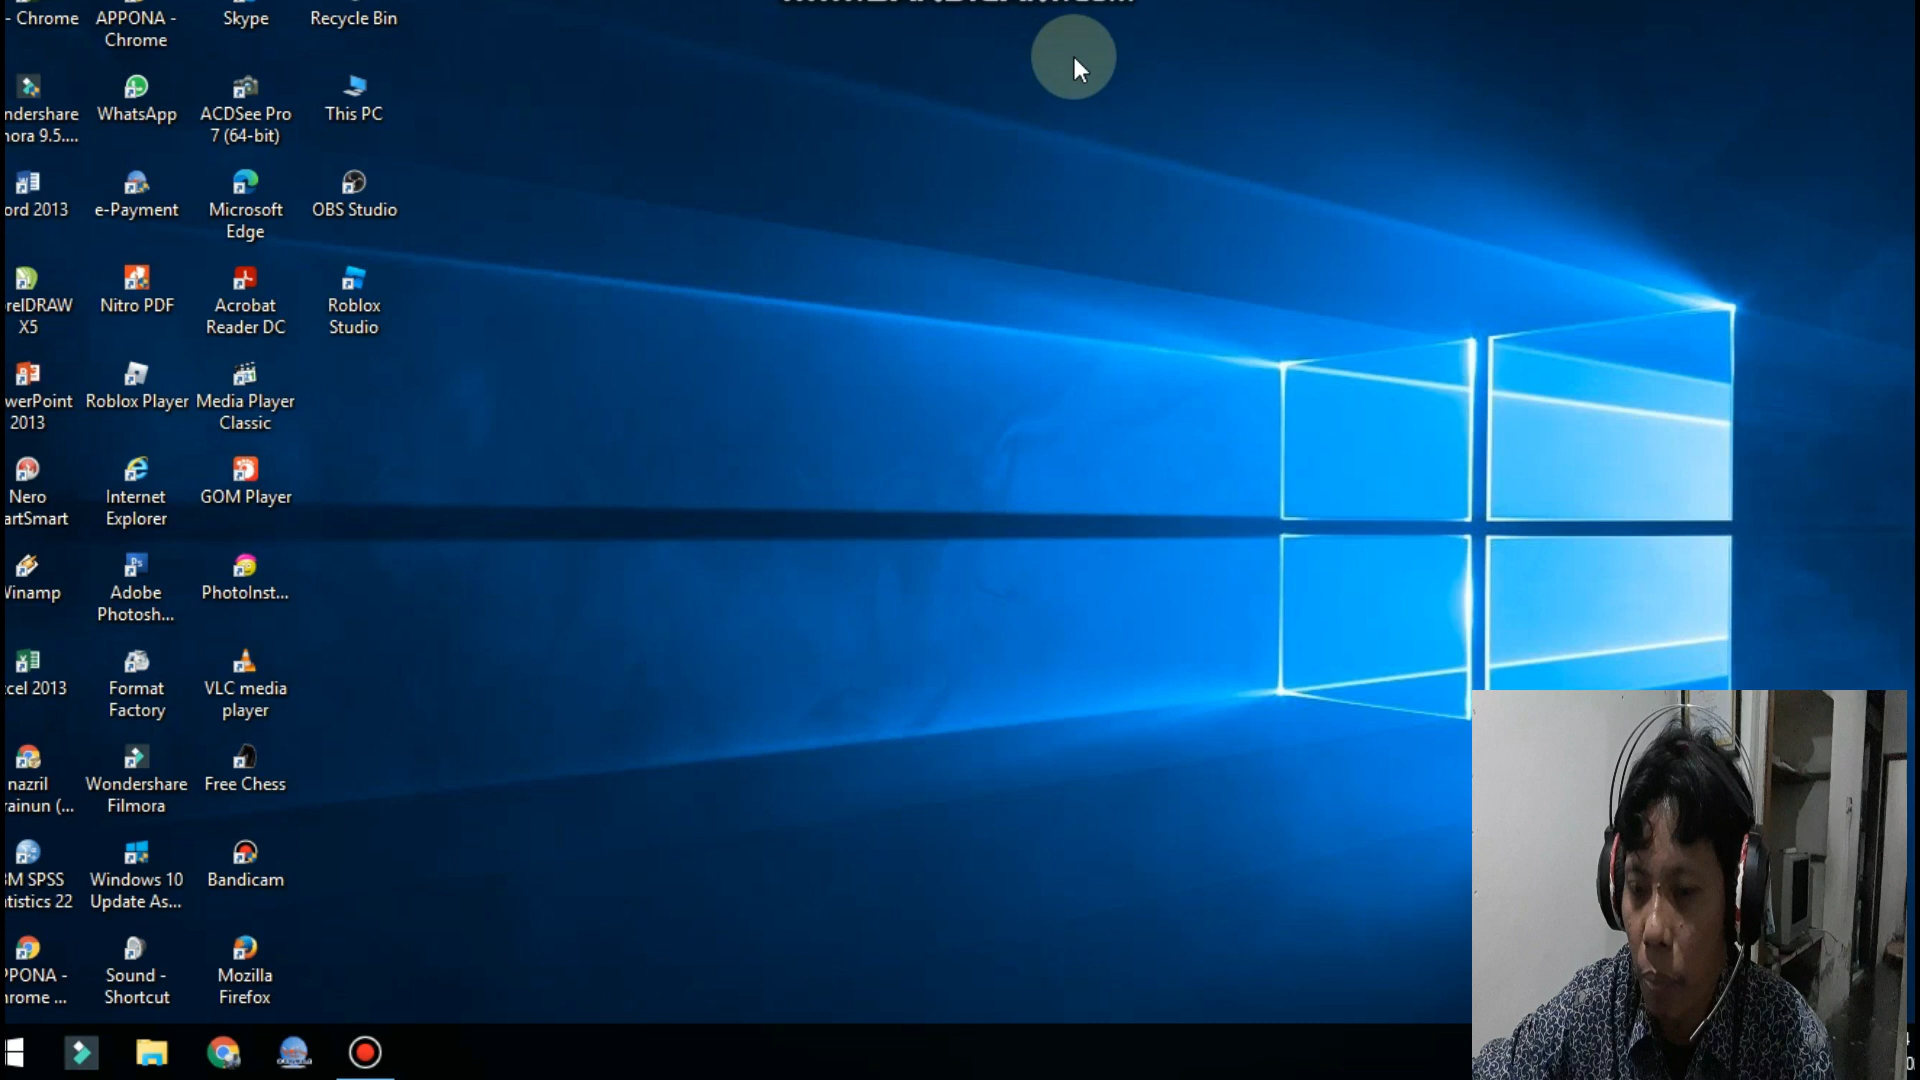 - Chrome
APPONA -
Chrome
Skype
Recycle Bin
ndershare
nora 9.5....
WhatsApp
ACDSee Pro
7 (64-bit)
This PC
ord 2013
e-Payment
Microsoft
Edge
OBS Studio
relDRAW
X5
Nitro PDF
Acrobat
Reader DC
Roblox
Studio
werPoint
2013
Roblox Player
Media Player
Classic
Nero
artSmart
Internet
Explorer
GOM Player
Winamp
Adobe
Photosh...
PhotoInst...
cel 2013
Format
Factory
VLC media
player
nazril
rainun (...
Wondershare
Filmora
Free Chess
BM SPSS
atistics 22
Windows 10
Update As...
Bandicam
PPONA -
hrome ...
Sound -
Shortcut
Mozilla
Firefox